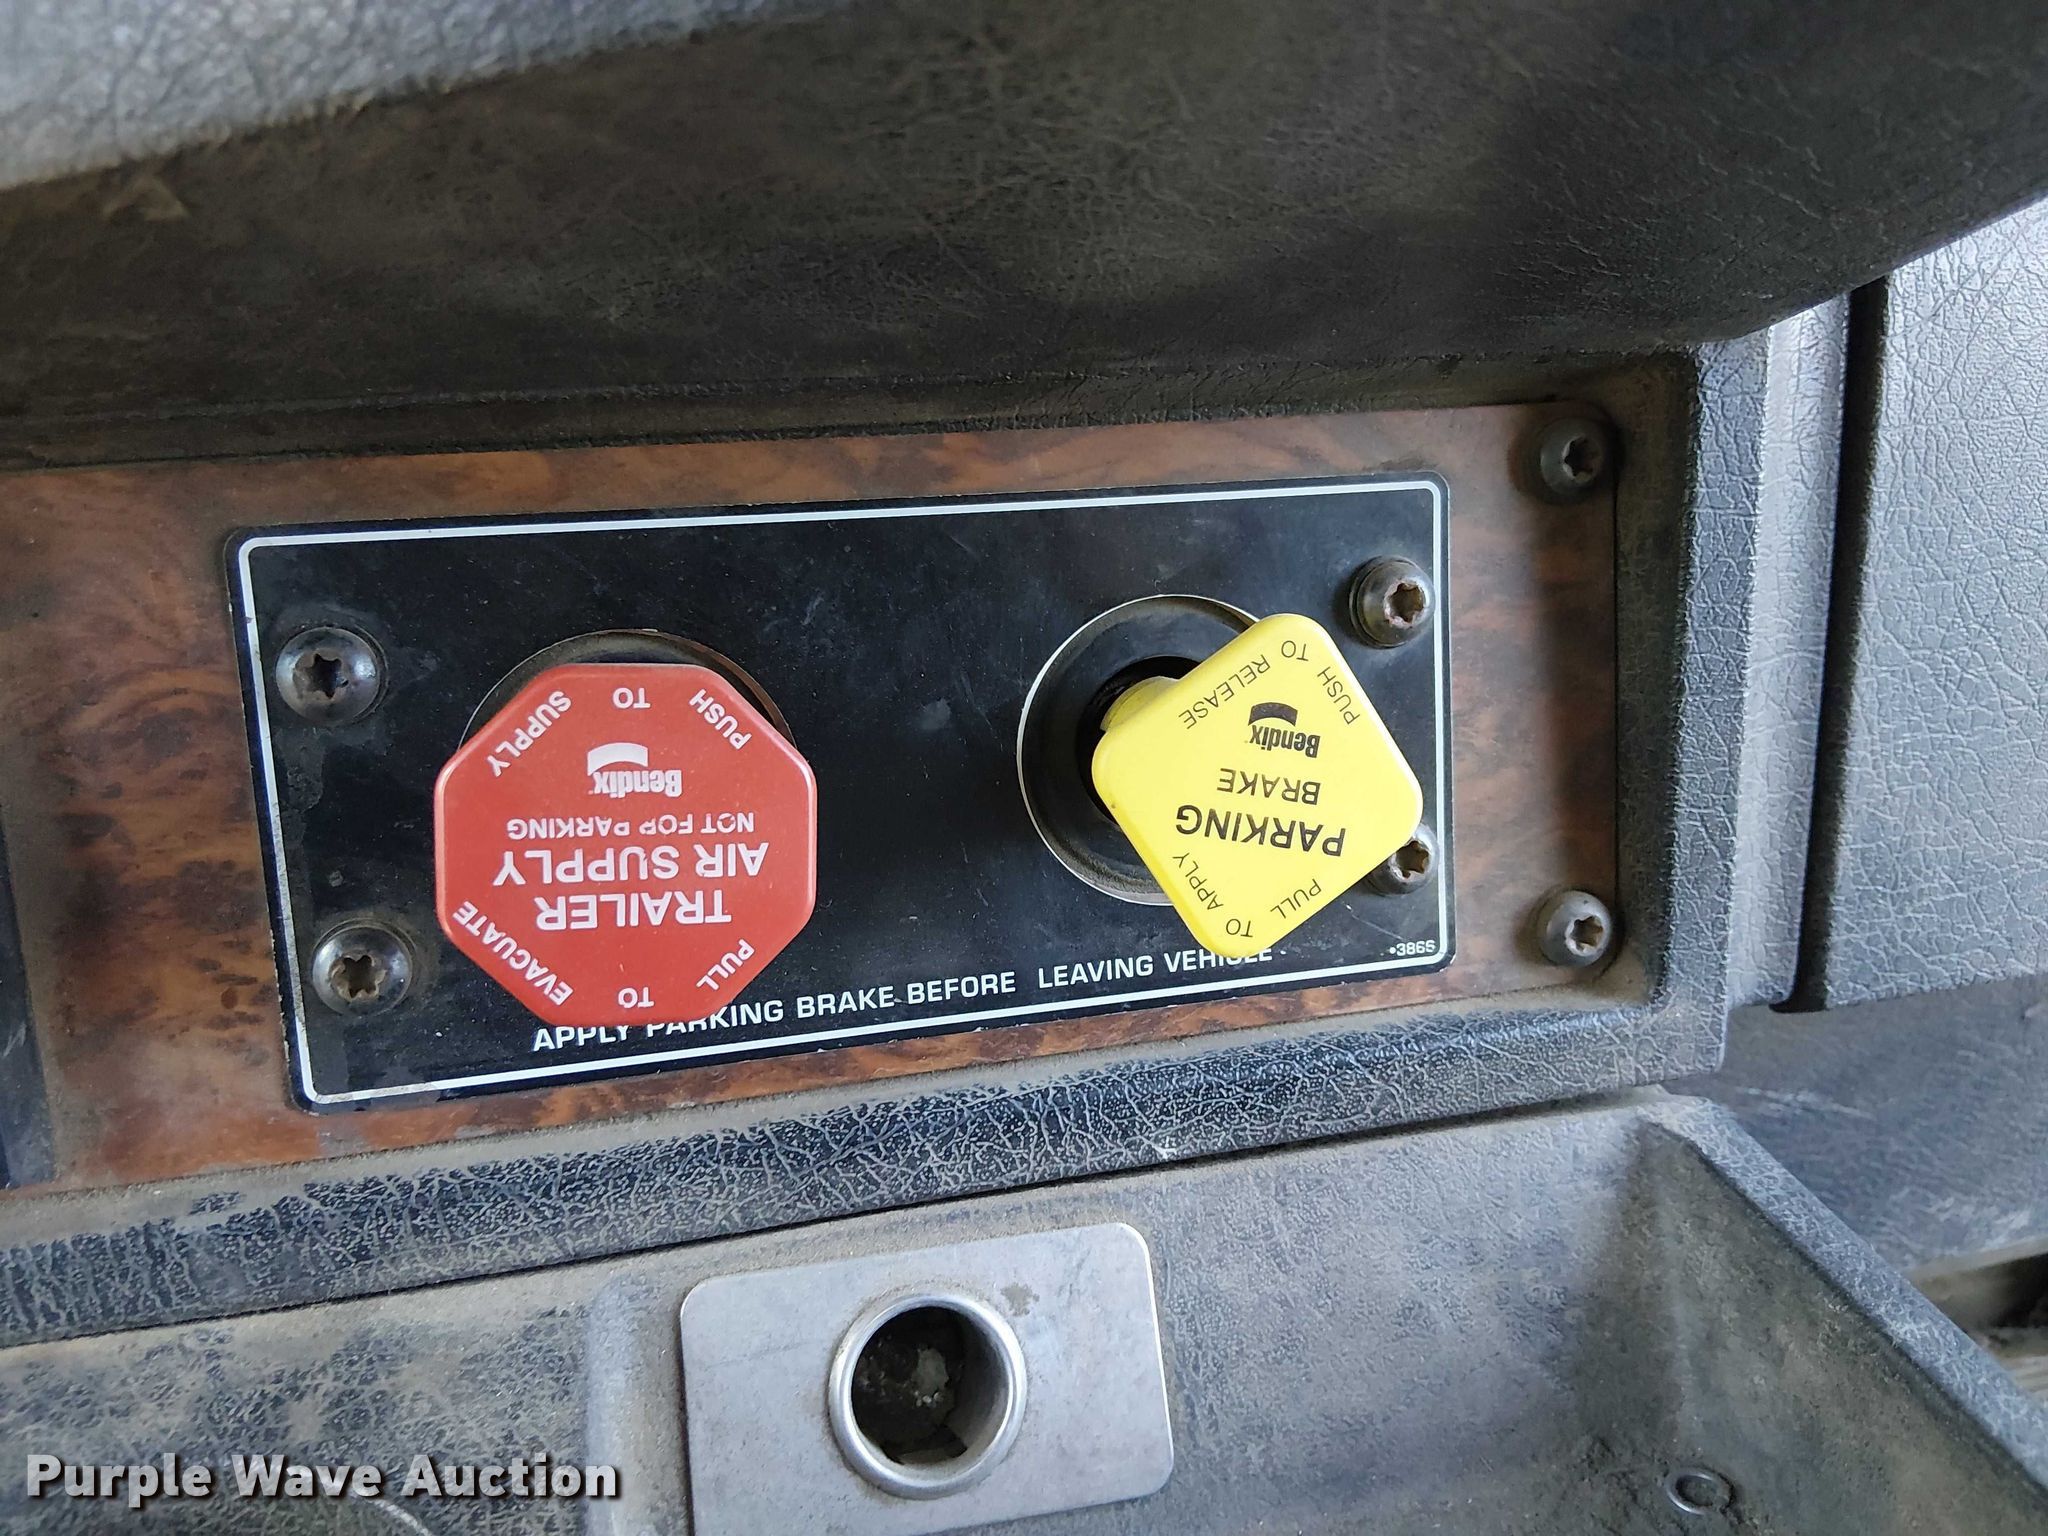 PUSH TO SUPPLY
Bendix
NOT FOR PARKING
AIR SUPPLY
TRAILER
PULL TO EVACUATE
PUSH TO RELEASE
Bendix
BRAKE
PARKING
PULL TO APPLY
APPLY PARKING BRAKE BEFORE LEAVING VEHICLE
•3866
Purple Wave Auction